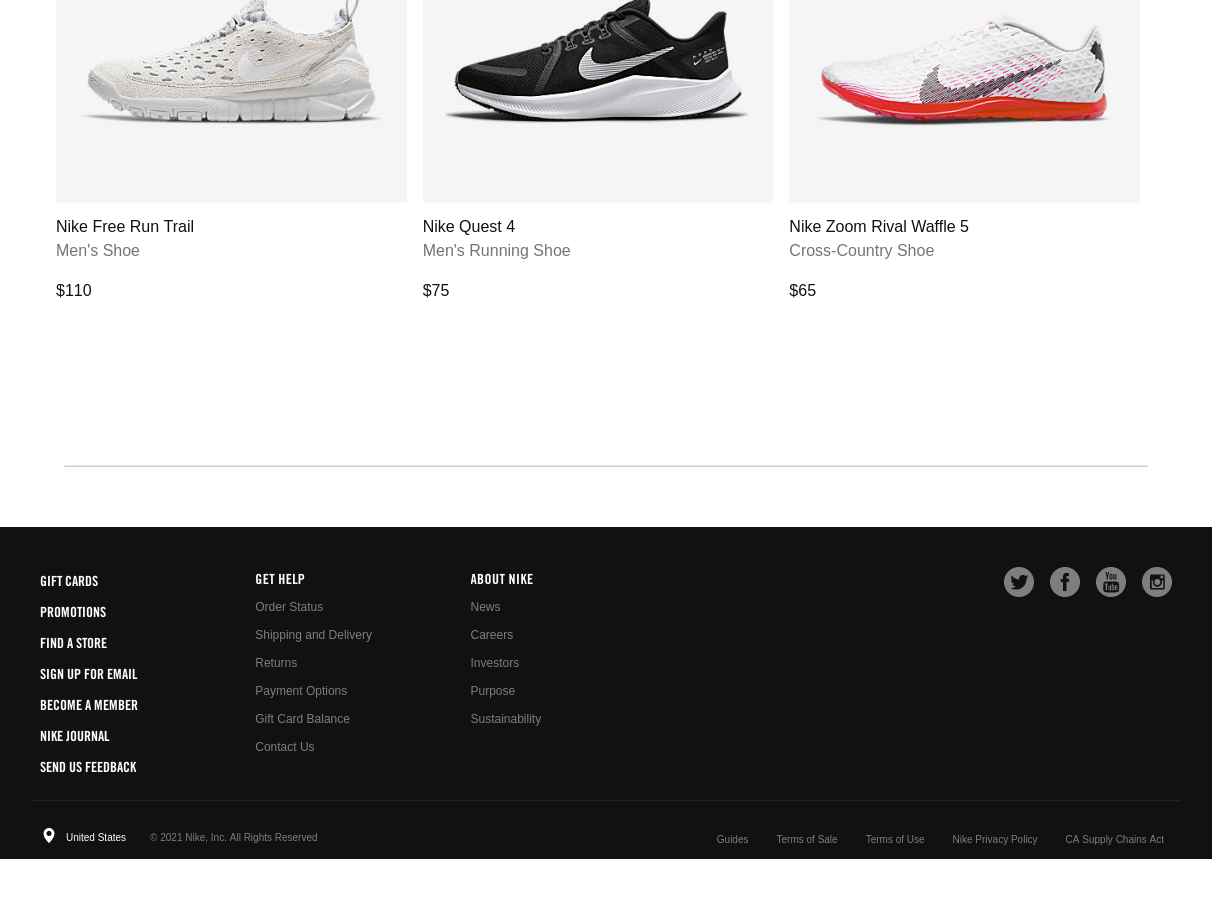 Nike Free Run Trail
Men's Shoe
$110
Nike Quest 4
Men's Running Shoe
$75
Nike Zoom Rival Waffle 5
Cross-Country Shoe
$65
GIFT CARDS
PROMOTIONS
FIND A STORE
SIGN UP FOR EMAIL
BECOME A MEMBER
NIKE JOURNAL
SEND US FEEDBACK
GET HELP
Order Status
Shipping and Delivery
Returns
Payment Options
Gift Card Balance
Contact Us
ABOUT NIKE
News
Careers
Investors
Purpose
Sustainability
You
Tube
United States
© 2021 Nike, Inc. All Rights Reserved
Guides
Terms of Sale
Terms of Use
Nike Privacy Policy
CA Supply Chains Act